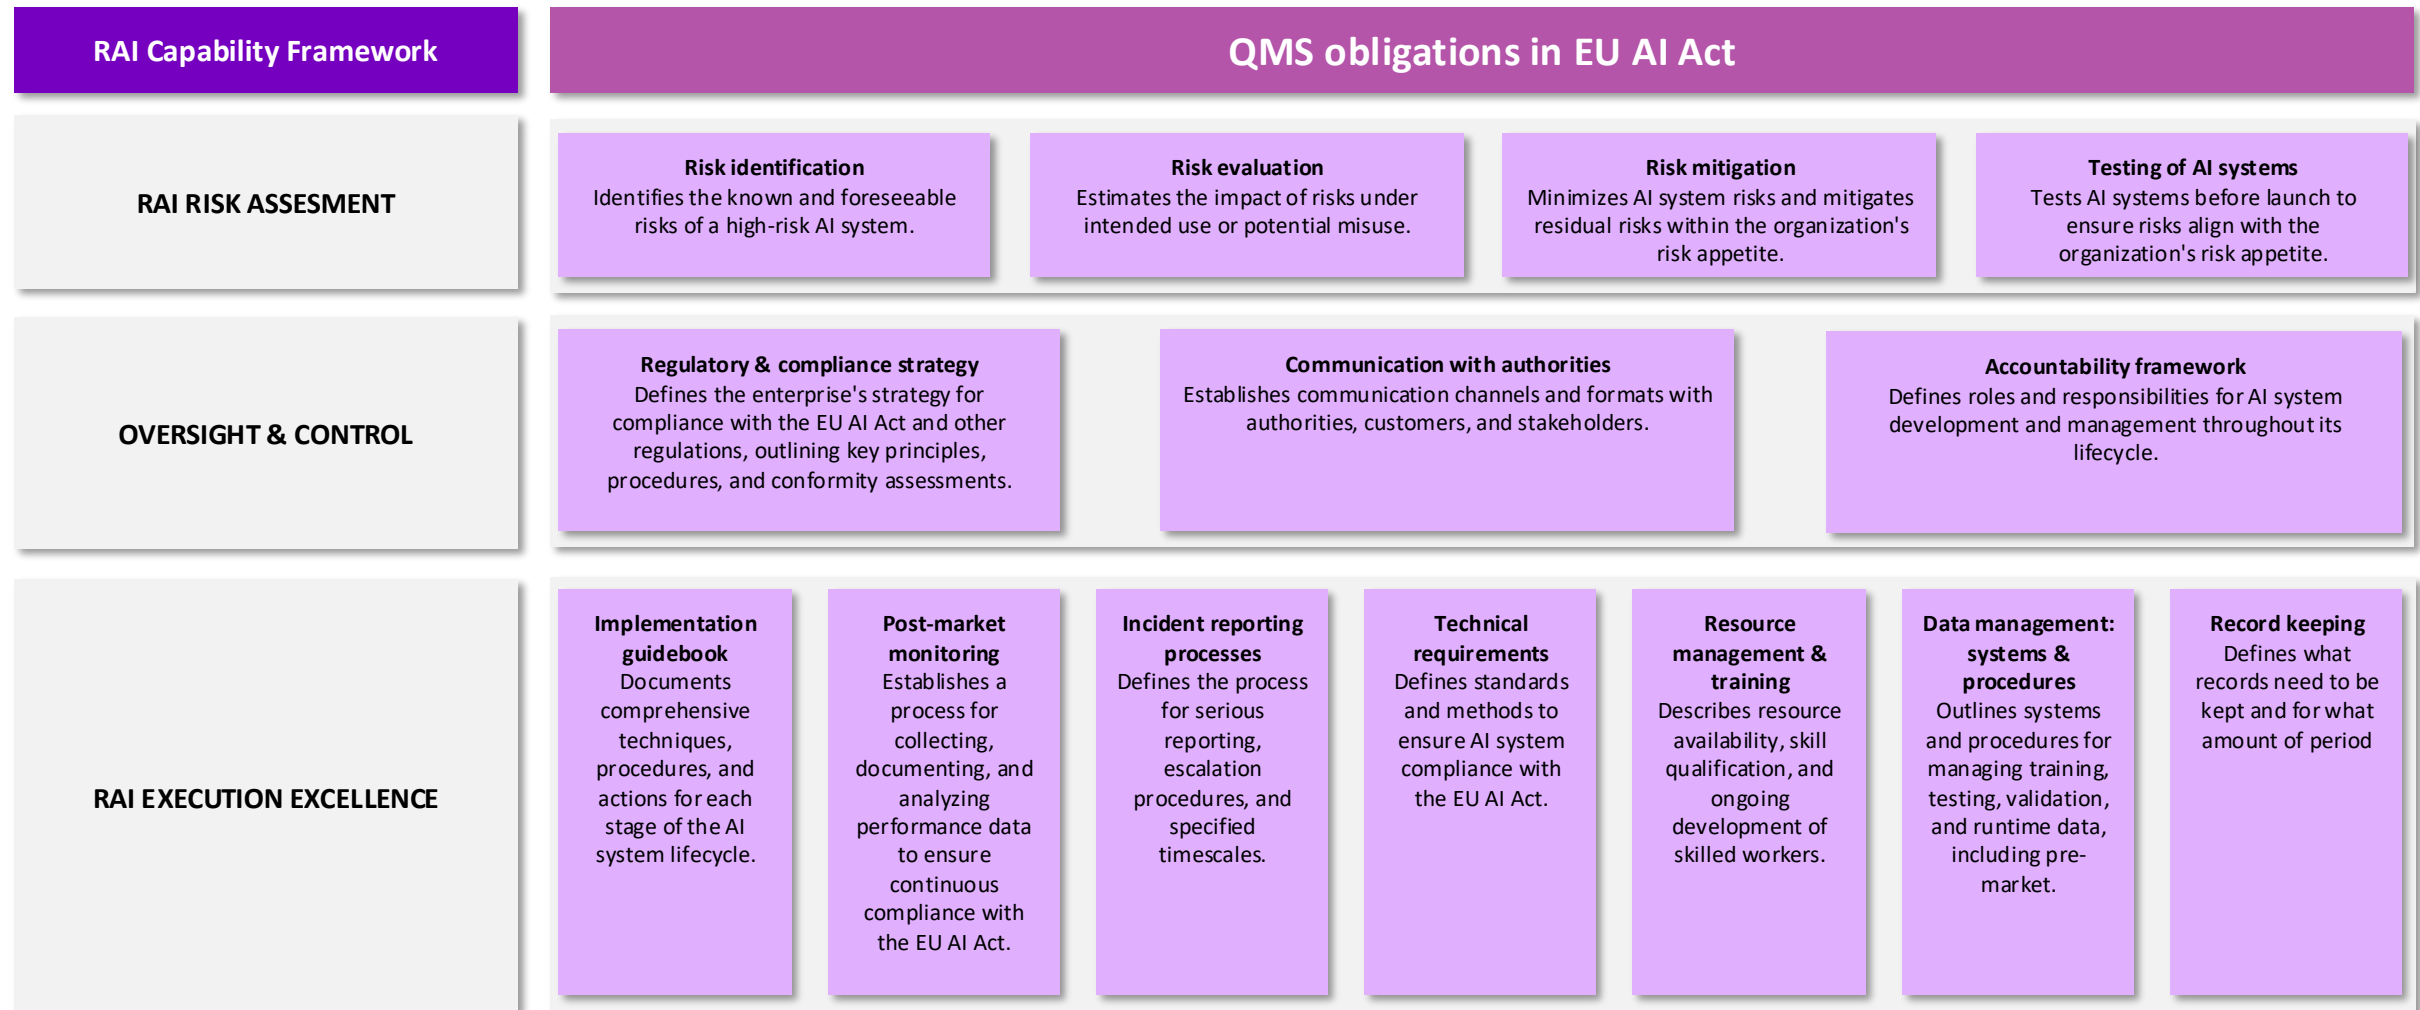 RAI Capability Framework
QMS obligations in EU AI Act
RAI RISK ASSESMENT
Risk identification
Identifies the known and foreseeable
risks of a high-risk AI system.
Risk evaluation
Estimates the impact of risks under
intended use or potential misuse.
Risk mitigation
Minimizes AI system risks and mitigates
residual risks within the organization's
risk appetite.
Testing of AI systems
Tests AI systems before launch to
ensure risks align with the
organization's risk appetite.
OVERSIGHT & CONTROL
Regulatory & compliance strategy
Defines the enterprise's strategy for
compliance with the EU AI Act and other
regulations, outlining key principles,
procedures, and conformity assessments.
Communication with authorities
Establishes communication channels and formats with
authorities, customers, and stakeholders.
Accountability framework
Defines roles and responsibilities for AI system
development and management throughout its
lifecycle.
RAI EXECUTION EXCELLENCE
Implementation
guidebook
Documents
comprehensive
techniques,
procedures, and
actions for each
stage of the AI
system lifecycle.
Post-market
monitoring
Establishes a
process for
collecting,
documenting, and
analyzing
performance data
to ensure
continuous
compliance with
the EU AI Act.
Incident reporting
processes
Defines the process
for serious
reporting,
escalation
procedures, and
specified
timescales.
Technical
requirements
Defines standards
and methods to
ensure AI system
compliance with
the EU AI Act.
Resource
management &
training
Describes resource
availability, skill
qualification, and
ongoing
development of
skilled workers.
Data management:
systems &
procedures
Outlines systems
and procedures for
managing training,
testing, validation,
and runtime data,
including pre-
market.
Record keeping
Defines what
records need to be
kept and for what
amount of period